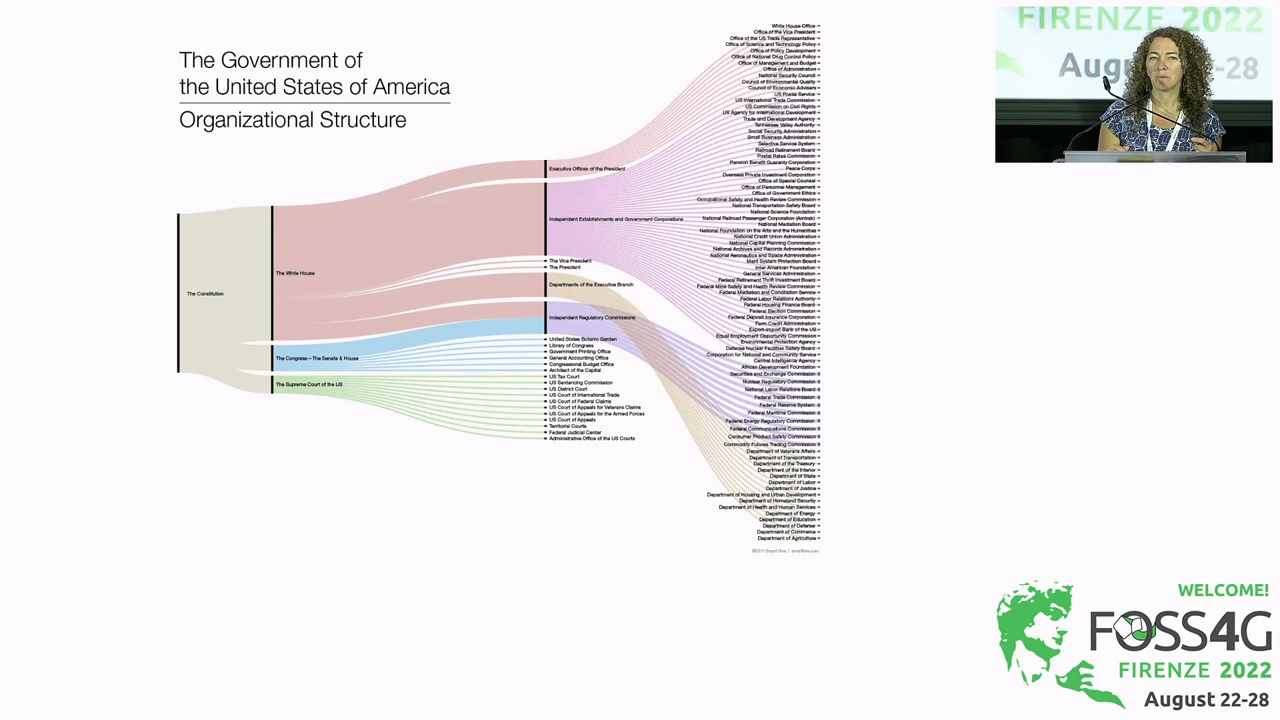 The Government of
the United States of America
Organizational Structure
The Constitution
The White House
The Congress—The Senate & House
The Supreme Court of the US
Executive Offices of the President
Independent Establishments and Government Corporations
The Vice President
The President
Departments of the Executive Branch
Independent Regulatory Commissions
United States Botanic Garden
Library of Congress
Government Printing Office
General Accounting Office
Congressional Budget Office
Architect of the Capital
US Tax Court
US Sentencing Commission
US District Court
US Court of International Trade
US Court of Federal Claims
US Court of Appeals for Veterans Claims
US Court of Appeals for the Armed Forces
US Court of Appeals
Territorial Courts
Federal Judicial Center
Administrative Office of the US Courts
White House Office
Office of the Vice President
Office of the US Trade Representative
Office of Science and Technology Policy
Office of Policy Development
Office of National Drug Control Policy
Office of Management and Budget
Office of Administration
National Security Council
Council of Environmental Quality
Council of Economic Advisers
US Postal Service
US International Trade Commission
US Commission on Civil Rights
US Agency for International Development
Trade and Development Agency
Tennessee Valley Authority
Social Security Administration
Small Business Administration
Selective Service System
Railroad Retirement Board
Postal Rates Commission
Pension Benefit Guaranty Corporation
Peace Corps
Overseas Private Investment Corporation
Office of Special Counsel
Office of Personnel Management
Office of Government Ethics
Occupational Safety and Health Review Commission
National Transportation Safety Board
National Science Foundation
National Railroad Passenger Corporation (Amtrak)
National Mediation Board
National Foundation on the Arts and the Humanities
National Credit Union Administration
National Capital Planning Commission
National Archives and Records Administration
National Aeronautics and Space Administration
Merit System Protection Board
Inter-American Foundation
General Services Administration
Federal Retirement Thrift Investment Board
Federal Mine Safety and Health Review Commission
Federal Mediation and Conciliation Service
Federal Labor Relations Authority
Federal Housing Finance Board
Federal Election Commission
Federal Deposit Insurance Corporation
Farm Credit Administration
Export-Import Bank of the US
Equal Employment Opportunity Commission
Environmental Protection Agency
Defense Nuclear Facilities Safety Board
Corporation for National and Community Service
Central Intelligence Agency
African Development Foundation
Securities and Exchange Commission
Nuclear Regulatory Commission
National Labor Relations Board
Federal Trade Commission
Federal Reserve System
Federal Maritime Commission
Federal Energy Regulatory Commission
Federal Communications Commission
Consumer Product Safety Commission
Commodity Futures Trading Commission
Department of Veterans Affairs
Department of Transportation
Department of the Treasury
Department of the Interior
Department of State
Department of Labor
Department of Justice
Department of Housing and Urban Development
Department of Homeland Security
Department of Health and Human Services
Department of Energy
Department of Education
Department of Defense
Department of Commerce
Department of Agriculture
FIRENZE 2022
August 22-28
WELCOME!
FOSS4G
FIRENZE 2022
August 22-28